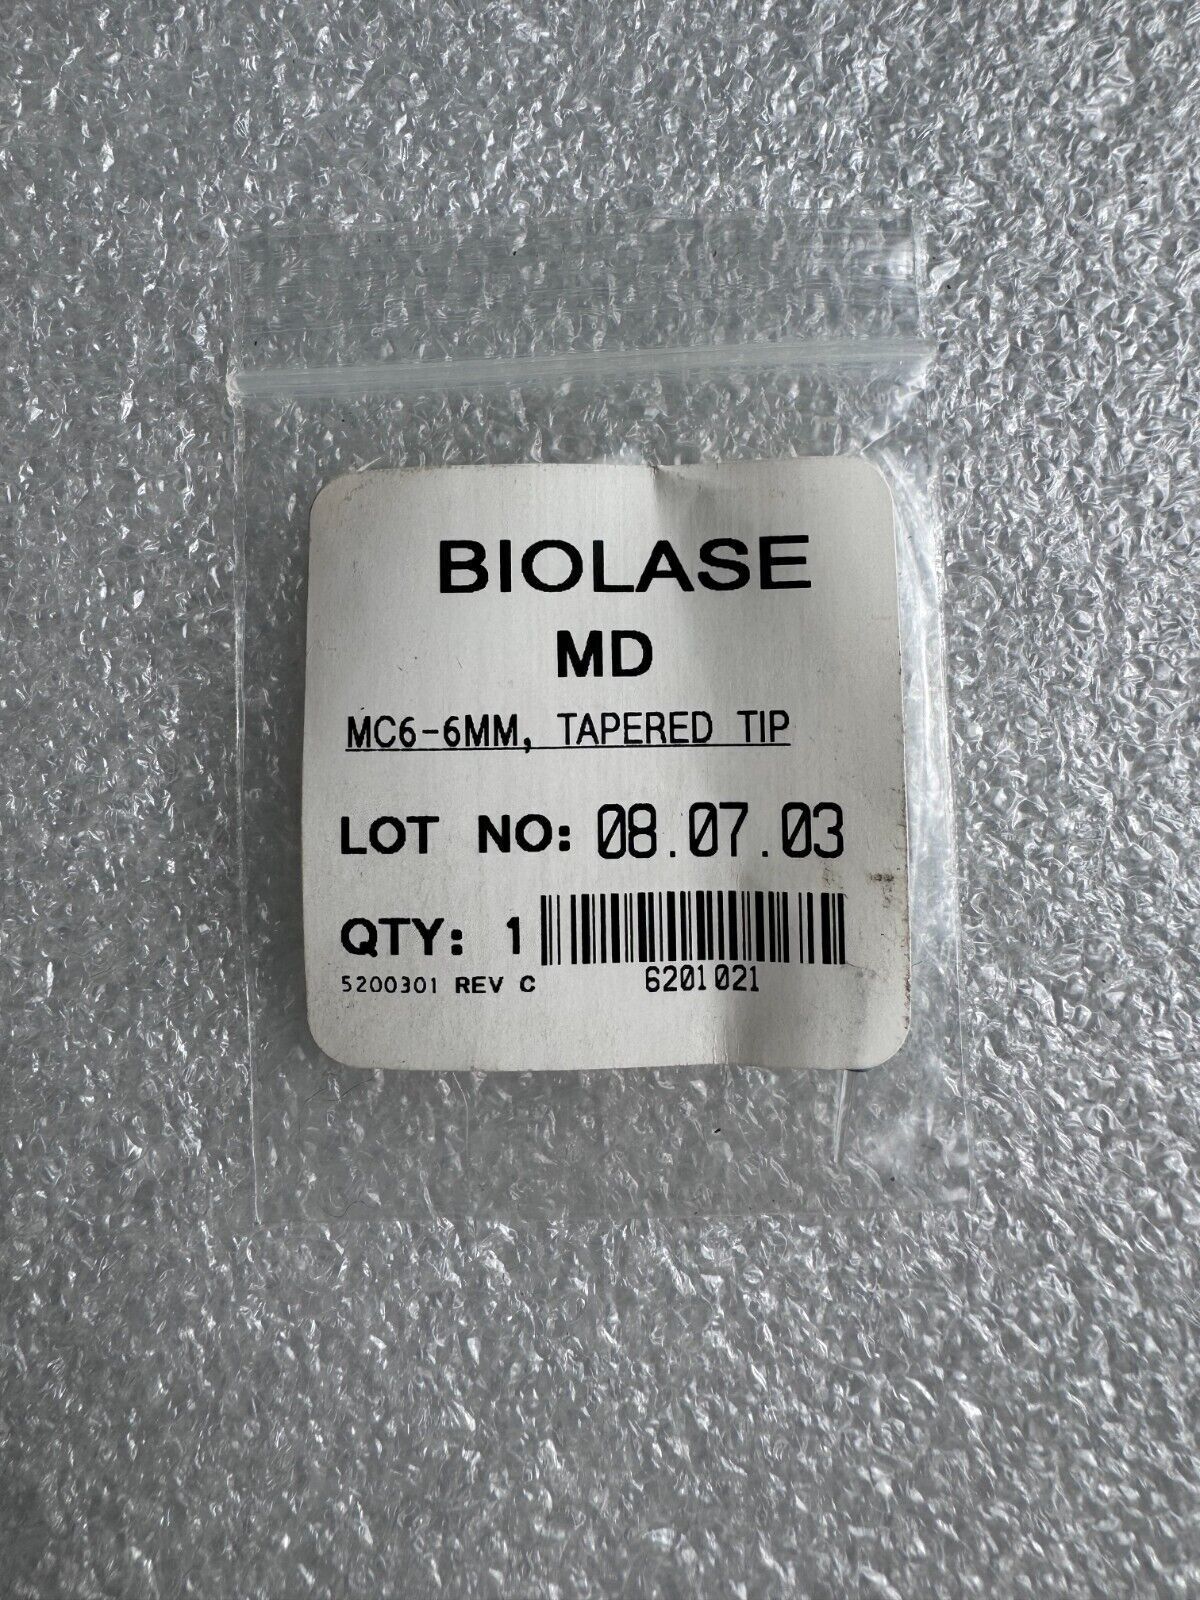 BIOLASE
MD
MC6-6MM, TAPERED TIP
LOT NO: 08.07.03
QTY: 1
5200301 REV C
6201021